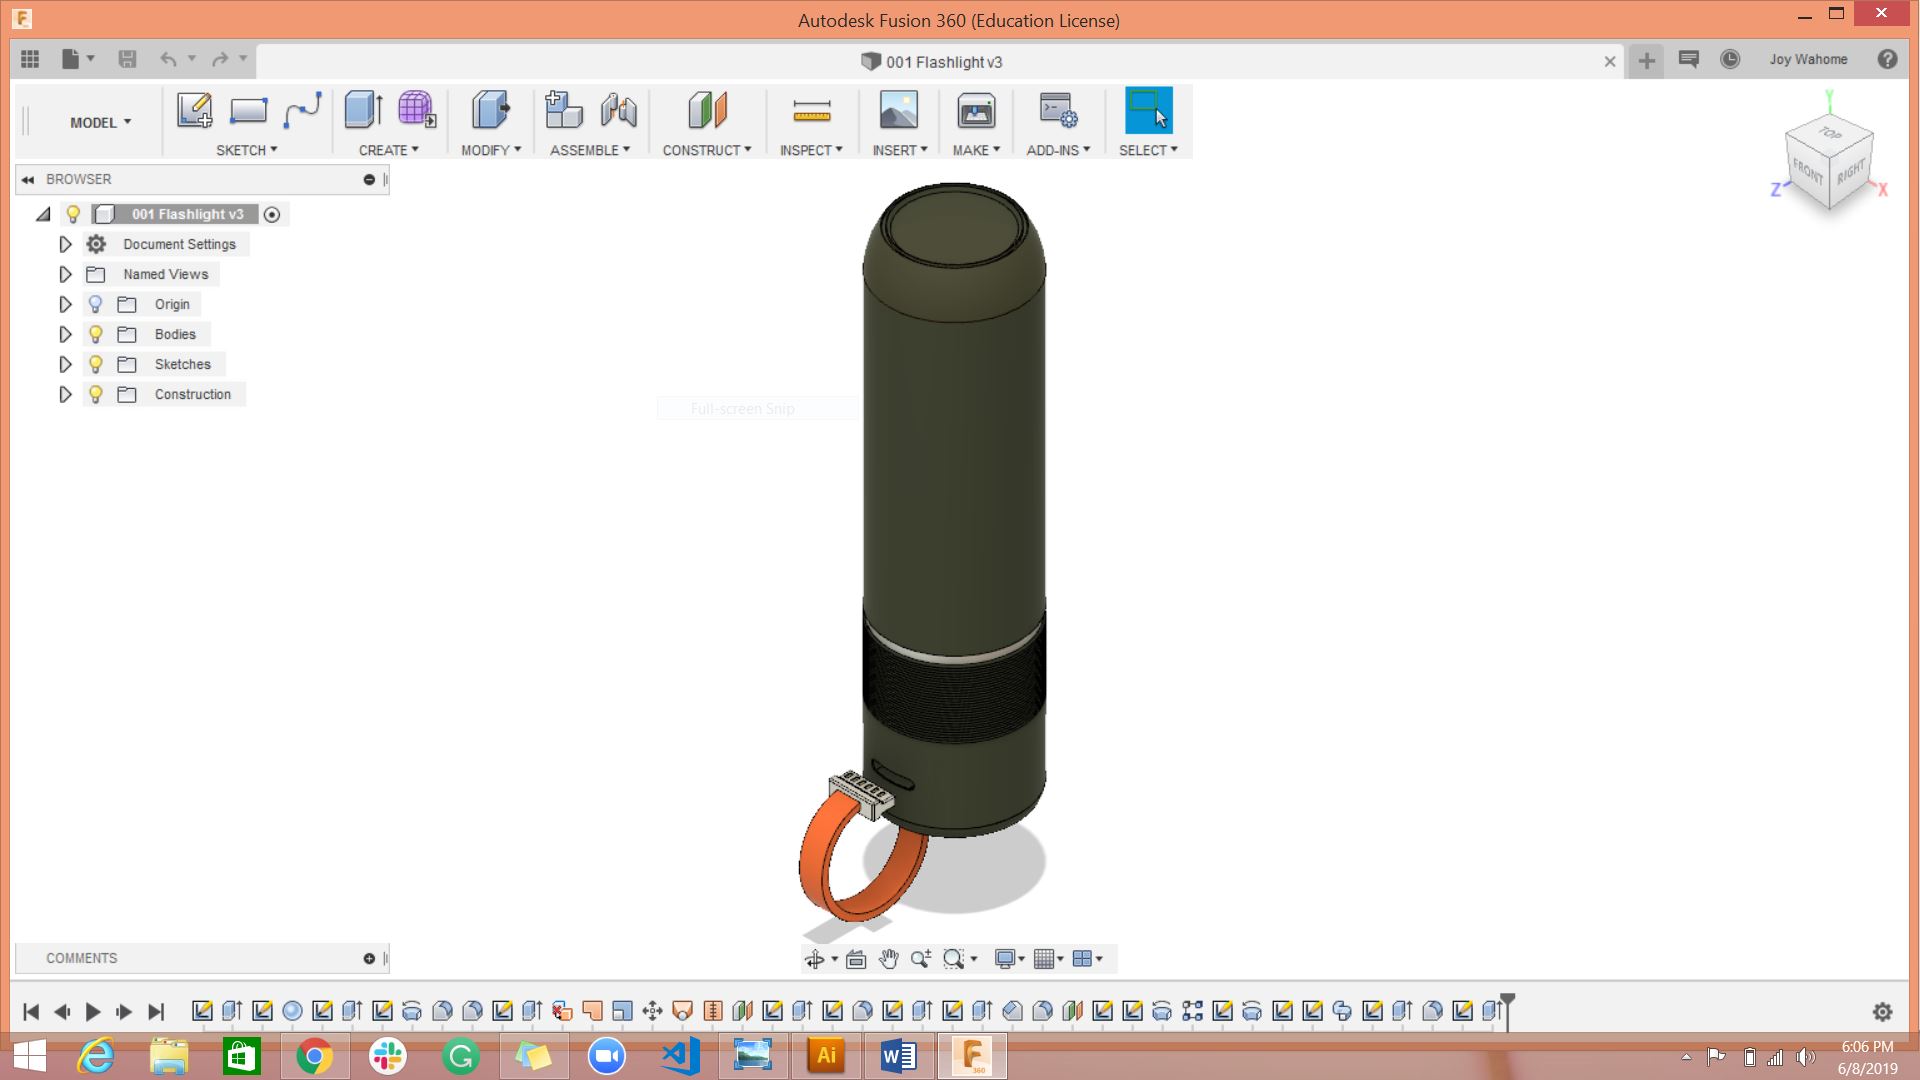 Autodesk Fusion 360 (Education License)
001 Flashlight v3
Joy Wahome
MODEL
SKETCH
CREATE
MODIFY
ASSEMBLE
CONSTRUCT
INSPECT
INSERT
MAKE
ADD-INS
SELECT
Y
TOP
FRONT
RIGHT
Z
X
BROWSER
001 Flashlight v3
Document Settings
Named Views
Origin
Bodies
Sketches
Construction
Full-screen Snip
COMMENTS
Ai
F
360
6:06 PM
6/8/2019